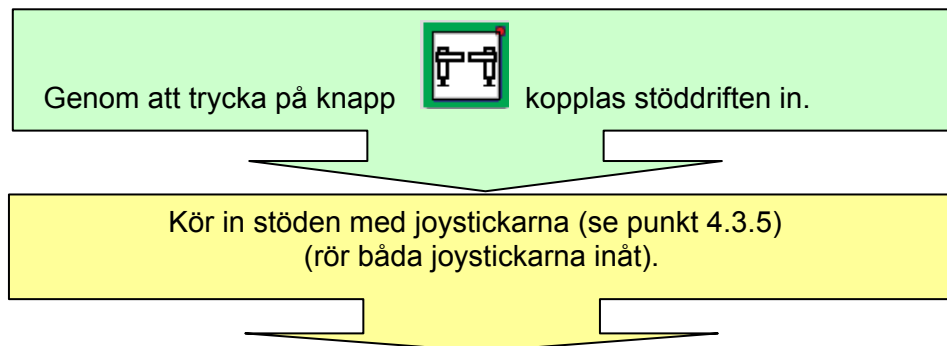 Genom att trycka på knapp kopplas stöddriften in.
Kör in stöden med joystickarna (se punkt 4.3.5)
(rör båda joystickarna inåt).